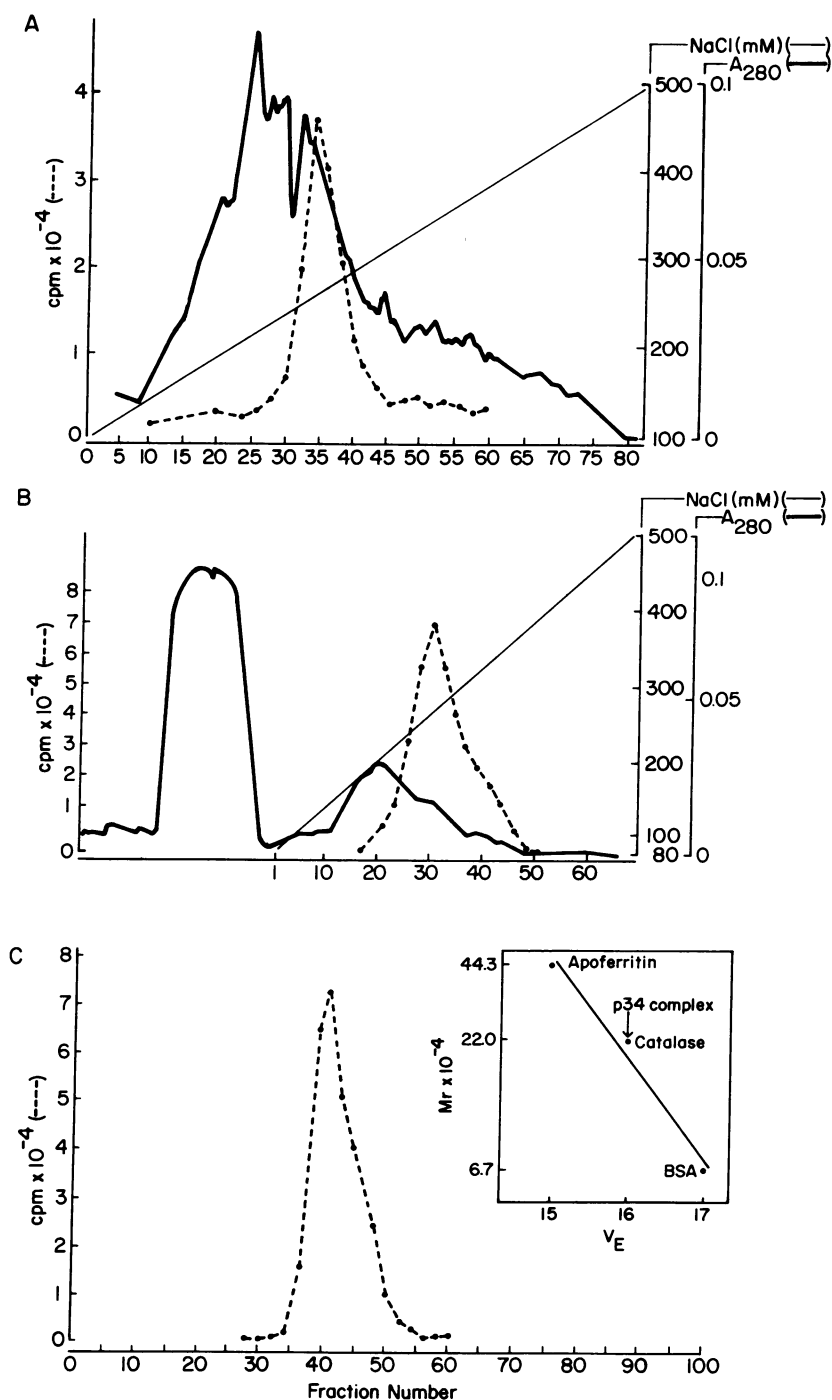 A
NaCl (mM) (—)
A280 (—)
4
3
2
1
0
cpm x 10-4 (----)
500
400
300
200
100
0.1
0.05
0
0 5 10 15 20 25 30 35 40 45 50 55 60 65 70 75 80
B
NaCl (mM) (—)
A280 (—)
8
7
6
5
4
3
2
1
0
cpm x 10-4 (----)
500
400
300
200
100
80
0.1
0.05
0
1 10 20 30 40 50 60
C
8
7
6
5
4
3
2
1
0
cpm x 10-4 (----)
44.3
22.0
6.7
Mr x 10-4
Apoferritin
p34 complex
Catalase
BSA
15 16 17
VE
0 10 20 30 40 50 60 70 80 90 100
Fraction Number